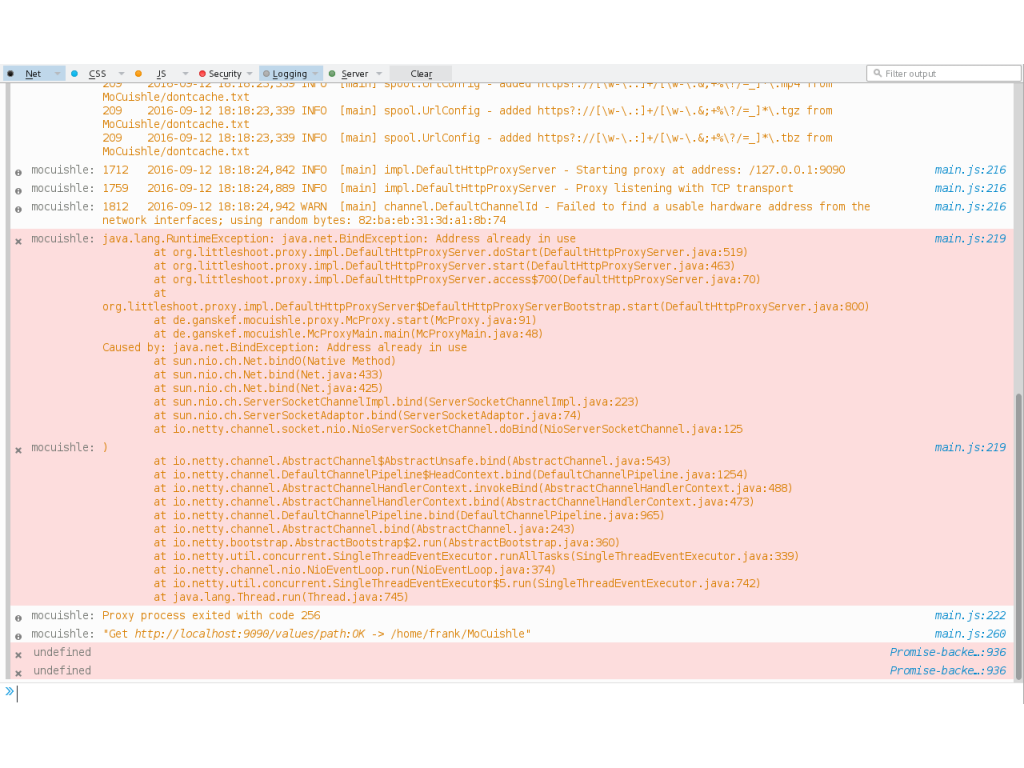 Net CSS JS Security Logging Server Clear Filter output
209 2016-09-12 18:18:23,339 INFO [main] spool.UrlConfig - added https?://[\w-\.:]+/[\w-\.&;+%\?/=_]*\.mp4 from
MoCuishle/dontcache.txt
209 2016-09-12 18:18:23,339 INFO [main] spool.UrlConfig - added https?://[\w-\.:]+/[\w-\.&;+%\?/=_]*\.tgz from
MoCuishle/dontcache.txt
209 2016-09-12 18:18:23,339 INFO [main] spool.UrlConfig - added https?://[\w-\.:]+/[\w-\.&;+%\?/=_]*\.tbz from
MoCuishle/dontcache.txt
mocuishle: 1712 2016-09-12 18:18:24,842 INFO [main] impl.DefaultHttpProxyServer - Starting proxy at address: /127.0.0.1:9090 main.js:216
mocuishle: 1759 2016-09-12 18:18:24,889 INFO [main] impl.DefaultHttpProxyServer - Proxy listening with TCP transport main.js:216
mocuishle: 1812 2016-09-12 18:18:24,942 WARN [main] channel.DefaultChannelId - Failed to find a usable hardware address from the main.js:216
network interfaces; using random bytes: 82:ba:eb:31:3d:a1:8b:74
mocuishle: java.lang.RuntimeException: java.net.BindException: Address already in use main.js:219
at org.littleshoot.proxy.impl.DefaultHttpProxyServer.doStart(DefaultHttpProxyServer.java:519)
at org.littleshoot.proxy.impl.DefaultHttpProxyServer.start(DefaultHttpProxyServer.java:463)
at org.littleshoot.proxy.impl.DefaultHttpProxyServer.access$700(DefaultHttpProxyServer.java:70)
at
org.littleshoot.proxy.impl.DefaultHttpProxyServer$DefaultHttpProxyServerBootstrap.start(DefaultHttpProxyServer.java:800)
at de.ganskef.mocuishle.proxy.McProxy.start(McProxy.java:91)
at de.ganskef.mocuishle.McProxyMain.main(McProxyMain.java:48)
Caused by: java.net.BindException: Address already in use
at sun.nio.ch.Net.bind0(Native Method)
at sun.nio.ch.Net.bind(Net.java:433)
at sun.nio.ch.Net.bind(Net.java:425)
at sun.nio.ch.ServerSocketChannelImpl.bind(ServerSocketChannelImpl.java:223)
at sun.nio.ch.ServerSocketAdaptor.bind(ServerSocketAdaptor.java:74)
at io.netty.channel.socket.nio.NioServerSocketChannel.doBind(NioServerSocketChannel.java:125
mocuishle: ) main.js:219
at io.netty.channel.AbstractChannel$AbstractUnsafe.bind(AbstractChannel.java:543)
at io.netty.channel.DefaultChannelPipeline$HeadContext.bind(DefaultChannelPipeline.java:1254)
at io.netty.channel.AbstractChannelHandlerContext.invokeBind(AbstractChannelHandlerContext.java:488)
at io.netty.channel.AbstractChannelHandlerContext.bind(AbstractChannelHandlerContext.java:473)
at io.netty.channel.DefaultChannelPipeline.bind(DefaultChannelPipeline.java:965)
at io.netty.channel.AbstractChannel.bind(AbstractChannel.java:243)
at io.netty.bootstrap.AbstractBootstrap$2.run(AbstractBootstrap.java:360)
at io.netty.util.concurrent.SingleThreadEventExecutor.runAllTasks(SingleThreadEventExecutor.java:339)
at io.netty.channel.nio.NioEventLoop.run(NioEventLoop.java:374)
at io.netty.util.concurrent.SingleThreadEventExecutor$5.run(SingleThreadEventExecutor.java:742)
at java.lang.Thread.run(Thread.java:745)
mocuishle: Proxy process exited with code 256 main.js:222
mocuishle: "Get http://localhost:9090/values/path:OK -> /home/frank/MoCuishle" main.js:260
undefined Promise-backe…:936
undefined Promise-backe…:936
»